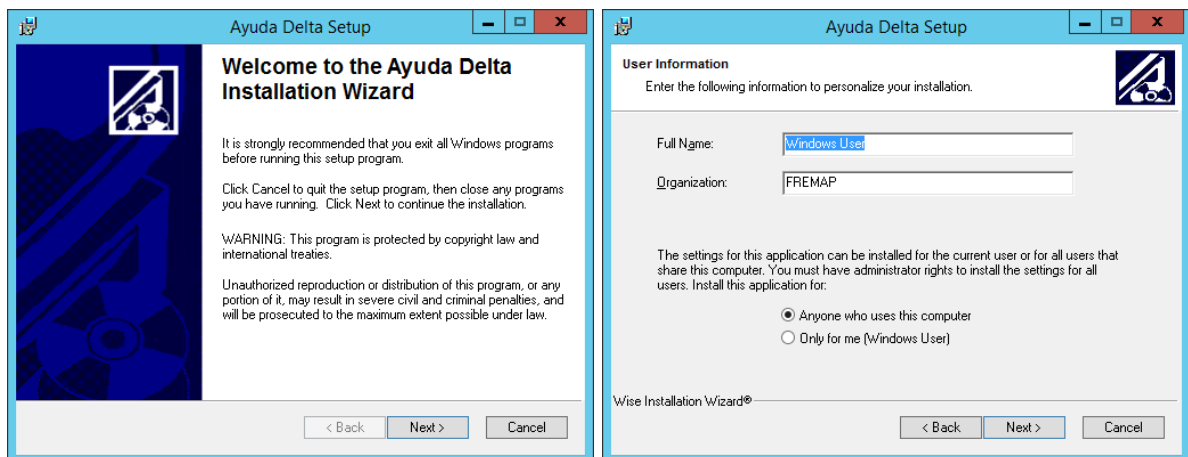 Ayuda Delta Setup
Welcome to the Ayuda Delta
Installation Wizard
It is strongly recommended that you exit all Windows programs
before running this setup program.
Click Cancel to quit the setup program, then close any programs
you have running. Click Next to continue the installation.
WARNING: This program is protected by copyright law and
international treaties.
Unauthorized reproduction or distribution of this program, or any
portion of it, may result in severe civil and criminal penalties, and
will be prosecuted to the maximum extent possible under law.
< Back
Next >
Cancel
Ayuda Delta Setup
User Information
Enter the following information to personalize your installation.
Full Name:
Windows User
Organization:
FREMAP
The settings for this application can be installed for the current user or for all users that
share this computer. You must have administrator rights to install the settings for all
users. Install this application for:
Anyone who uses this computer
Only for me (Windows User)
Wise Installation Wizard®
< Back
Next >
Cancel